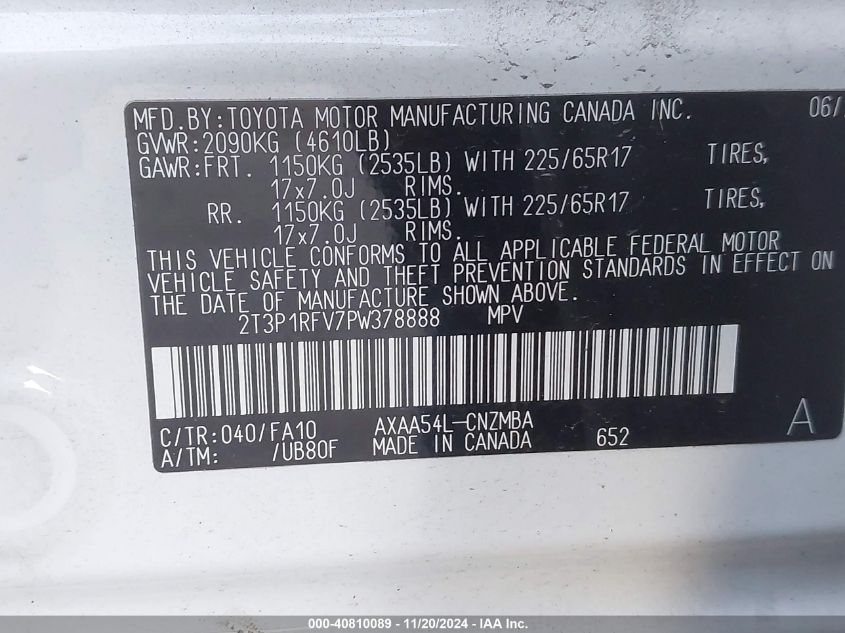 MFD.BY:TOYOTA MOTOR MANUFACTURING CANADA INC. 06/
GVWR:2090KG (4610LB)
GAWR:FRT. 1150KG (2535LB) WITH 225/65R17 TIRES,
17x7.0J RIMS.
RR. 1150KG (2535LB) WITH 225/65R17 TIRES,
17x7.0J RIMS.
THIS VEHICLE CONFORMS TO ALL APPLICABLE FEDERAL MOTOR
VEHICLE SAFETY AND THEFT PREVENTION STANDARDS IN EFFECT ON
THE DATE OF MANUFACTURE SHOWN ABOVE.
2T3P1RFV7PW378888 MPV
C/TR:040/FA10 AXAA54L-CNZMBA A
A/TM: /UB80F MADE IN CANADA 652
000-40810089 - 11/20/2024 - IAA Inc.